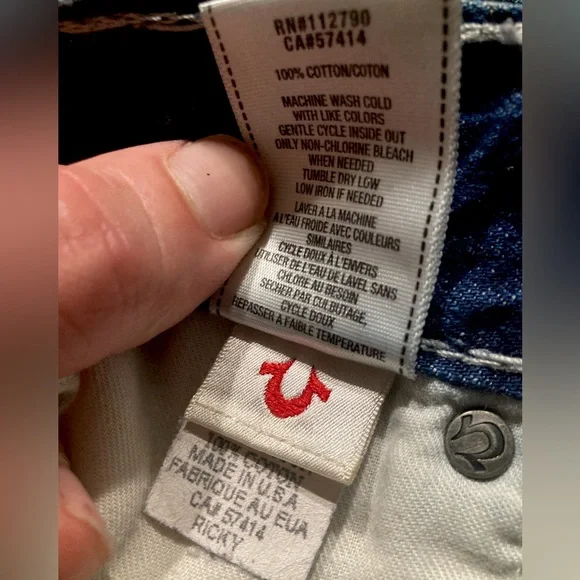 RN#112790
CA#57414
100% COTTON/COTON
MACHINE WASH COLD
WITH LIKE COLORS
GENTLE CYCLE INSIDE OUT
ONLY NON-CHLORINE BLEACH
WHEN NEEDED
TUMBLE DRY LOW
LOW IRON IF NEEDED
LAVER A LA MACHINE
A L'EAU FROIDE AVEC COULEURS
SIMILAIRES
CYCLE DOUX À L'ENVERS
UTILISER DE L'EAU DE LAVEL SANS
CHLORE AU BESOIN
SECHER PAR CULBUTAGE,
CYCLE DOUX
REPASSER A FAIBLE TEMPERATURE
100% COTTON
MADE IN U.S.A
FABRIQUE AU EUA
CA# 57414
RICKY